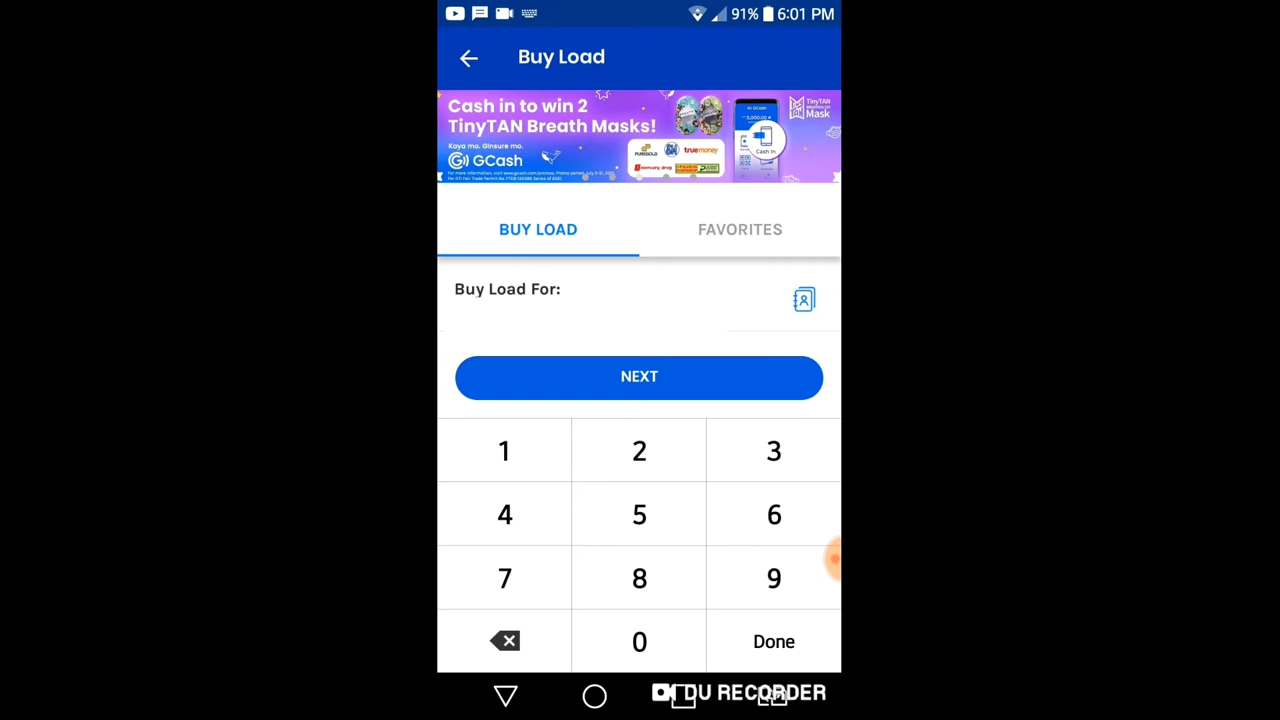 91% 6:01 PM
Buy Load
Cash in to win 2
TinyTAN Breath Masks!
Kaya mo. Ginsure mo.
GCash
PUREGOLD SM truemoney
Cash In
TinyTAN
Mask
BUY LOAD FAVORITES
Buy Load For:
NEXT
1 2 3
4 5 6
7 8 9
0 Done
DU RECORDER